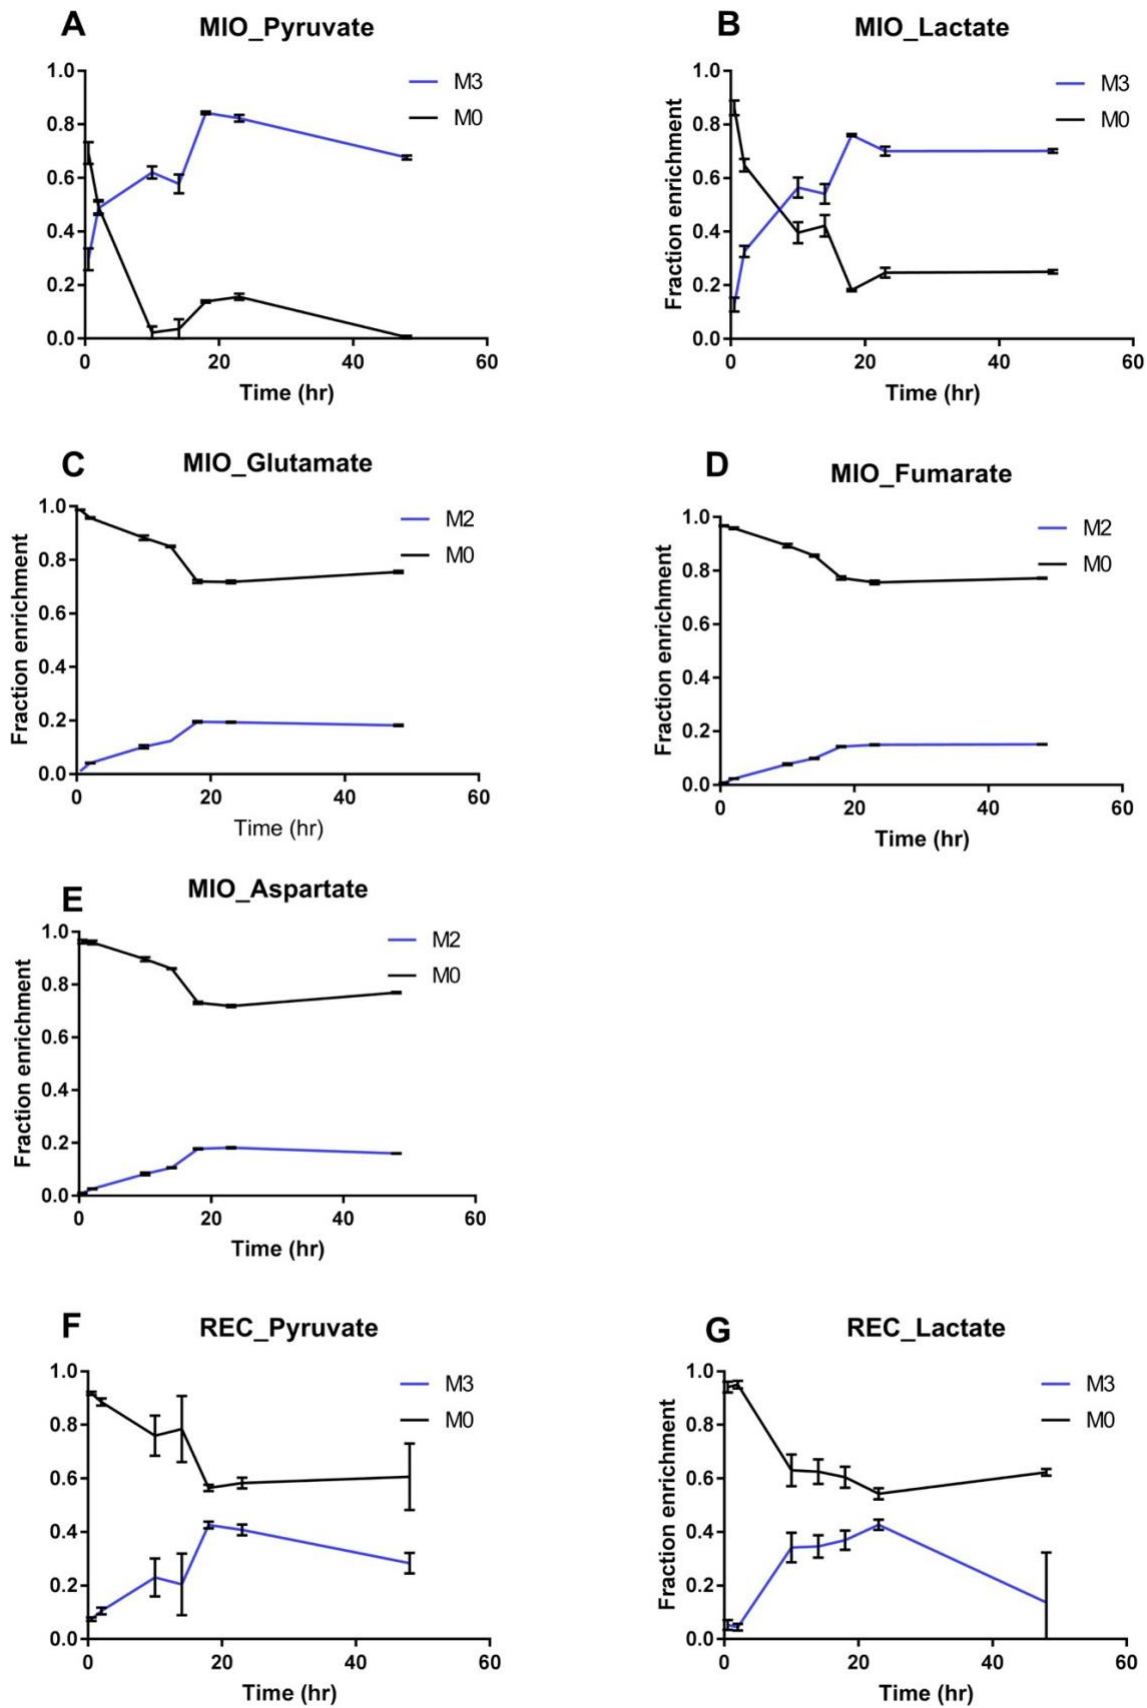 A
MIO_Pyruvate
M3
M0
1.0
0.8
0.6
0.4
0.2
0.0
0 20 40 60
Time (hr)
B
MIO_Lactate
M3
M0
Fraction enrichment
1.0
0.8
0.6
0.4
0.2
0.0
0 20 40 60
Time (hr)
C
MIO_Glutamate
M2
M0
Fraction enrichment
1.0
0.8
0.6
0.4
0.2
0.0
0 20 40 60
Time (hr)
D
MIO_Fumarate
M2
M0
Fraction enrichment
1.0
0.8
0.6
0.4
0.2
0.0
0 20 40 60
Time (hr)
E
MIO_Aspartate
M2
M0
Fraction enrichment
1.0
0.8
0.6
0.4
0.2
0.0
0 20 40 60
Time (hr)
F
REC_Pyruvate
M3
M0
1.0
0.8
0.6
0.4
0.2
0.0
0 20 40 60
Time (hr)
G
REC_Lactate
M3
M0
Fraction enrichment
1.0
0.8
0.6
0.4
0.2
0.0
0 20 40 60
Time (hr)